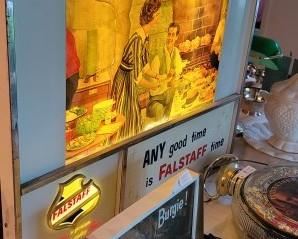 ANY good time
is FALSTAFF time
FALSTAFF
Burgie!